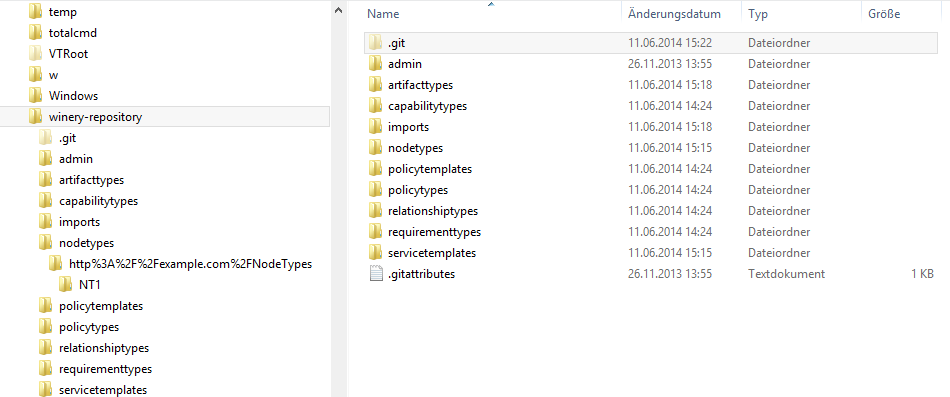 temp
totalcmd
VTRoot
w
Windows
winery-repository
.git
admin
artifacttypes
capabilitytypes
imports
nodetypes
http%3A%2F%2Fexample.com%2FNodeTypes
NT1
policytemplates
policytypes
relationshiptypes
requirementtypes
servicetemplates
Name Änderungsdatum Typ Größe
.git 11.06.2014 15:22 Dateiordner
admin 26.11.2013 13:55 Dateiordner
artifacttypes 11.06.2014 15:18 Dateiordner
capabilitytypes 11.06.2014 14:24 Dateiordner
imports 11.06.2014 15:18 Dateiordner
nodetypes 11.06.2014 15:15 Dateiordner
policytemplates 11.06.2014 14:24 Dateiordner
policytypes 11.06.2014 14:24 Dateiordner
relationshiptypes 11.06.2014 14:24 Dateiordner
requirementtypes 11.06.2014 14:24 Dateiordner
servicetemplates 11.06.2014 15:15 Dateiordner
.gitattributes 26.11.2013 13:55 Textdokument 1 KB